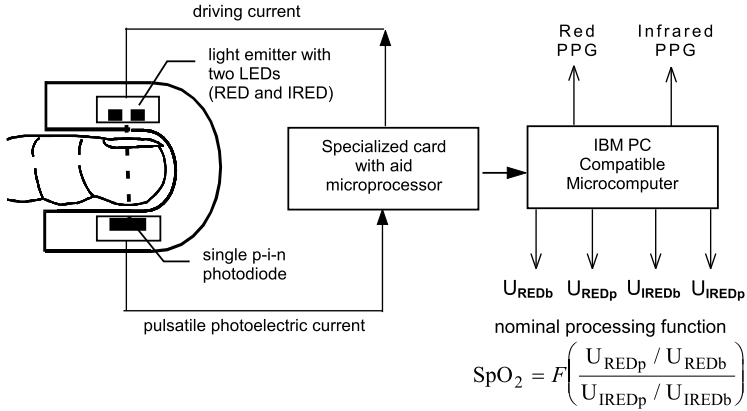 driving current
light emitter with
two LEDs
(RED and IRED)
single p-i-n
photodiode
pulsatile photoelectric current
Specialized card
with aid
microprocessor
Red
PPG
Infrared
PPG
IBM PC
Compatible
Microcomputer
U_REDb U_REDp U_IREDb U_IREDp
nominal processing function
SpO₂ = F( (U_REDp / U_REDb) / (U_IREDp / U_IREDb) )